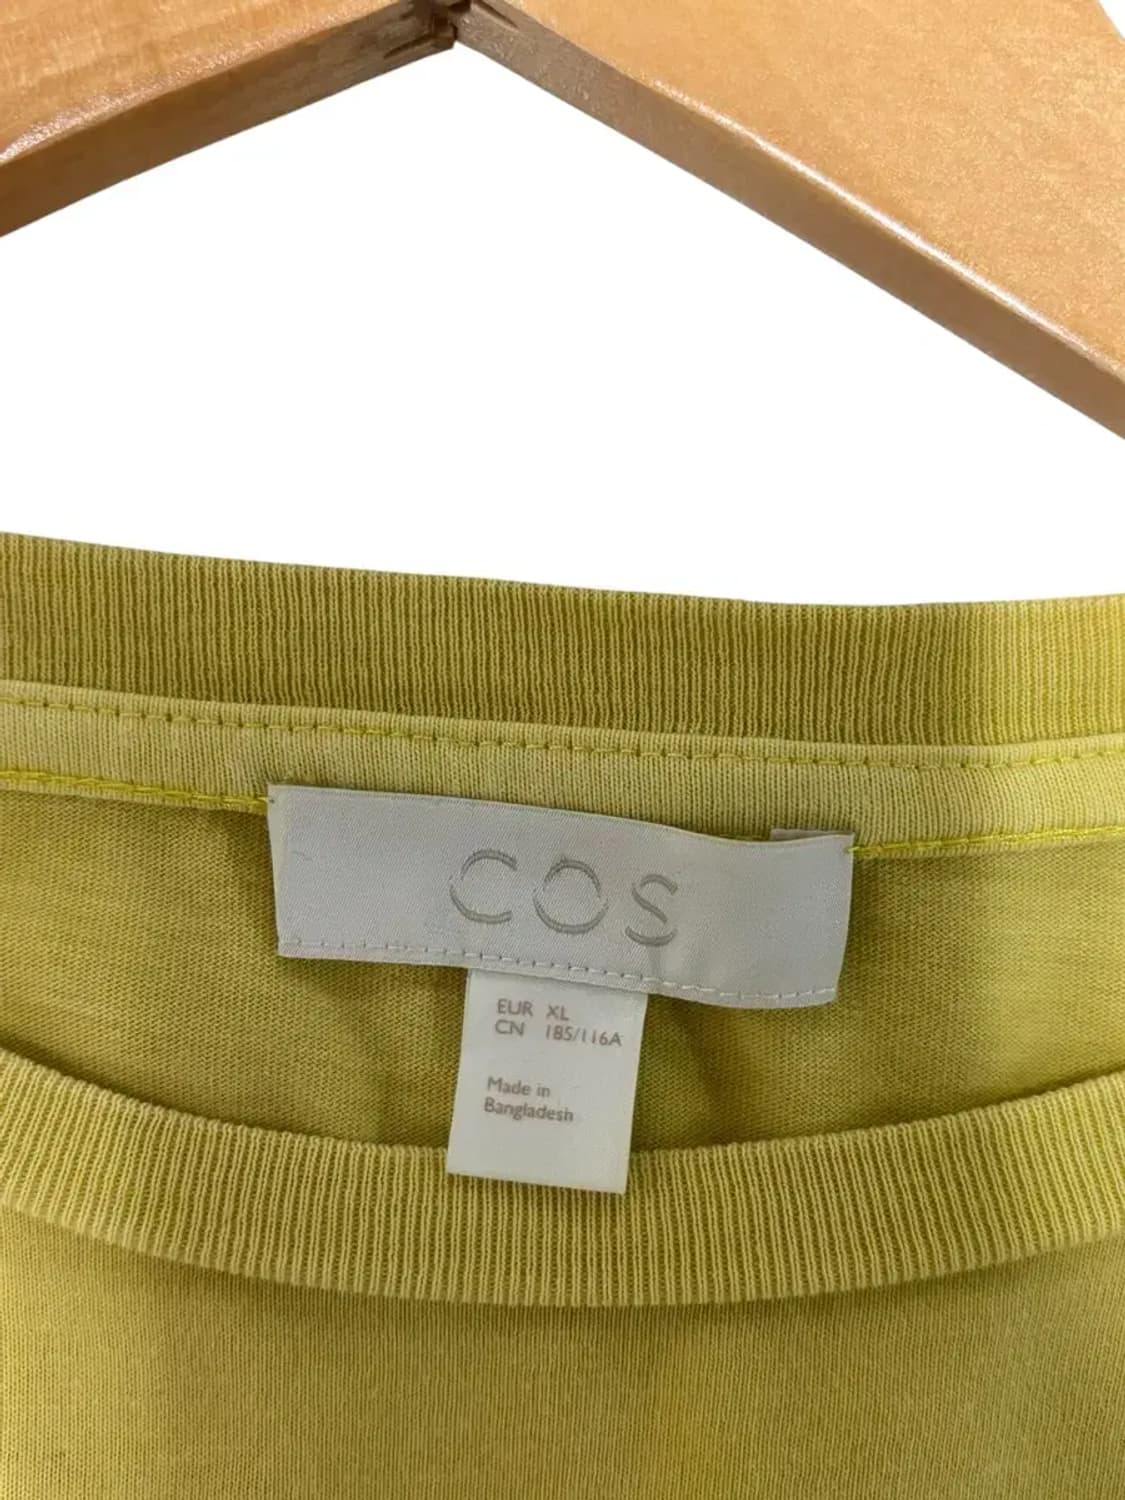 COS
EUR XL
CN 185/116A
Made in
Bangladesh